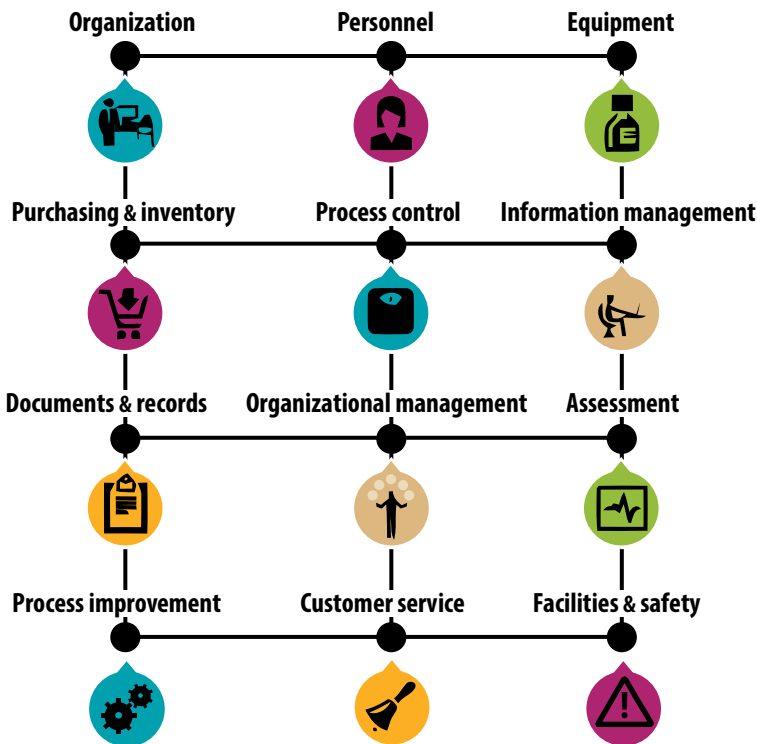 Organization
Personnel
Equipment
Purchasing & inventory
Process control
Information management
Documents & records
Organizational management
Assessment
Process improvement
Customer service
Facilities & safety